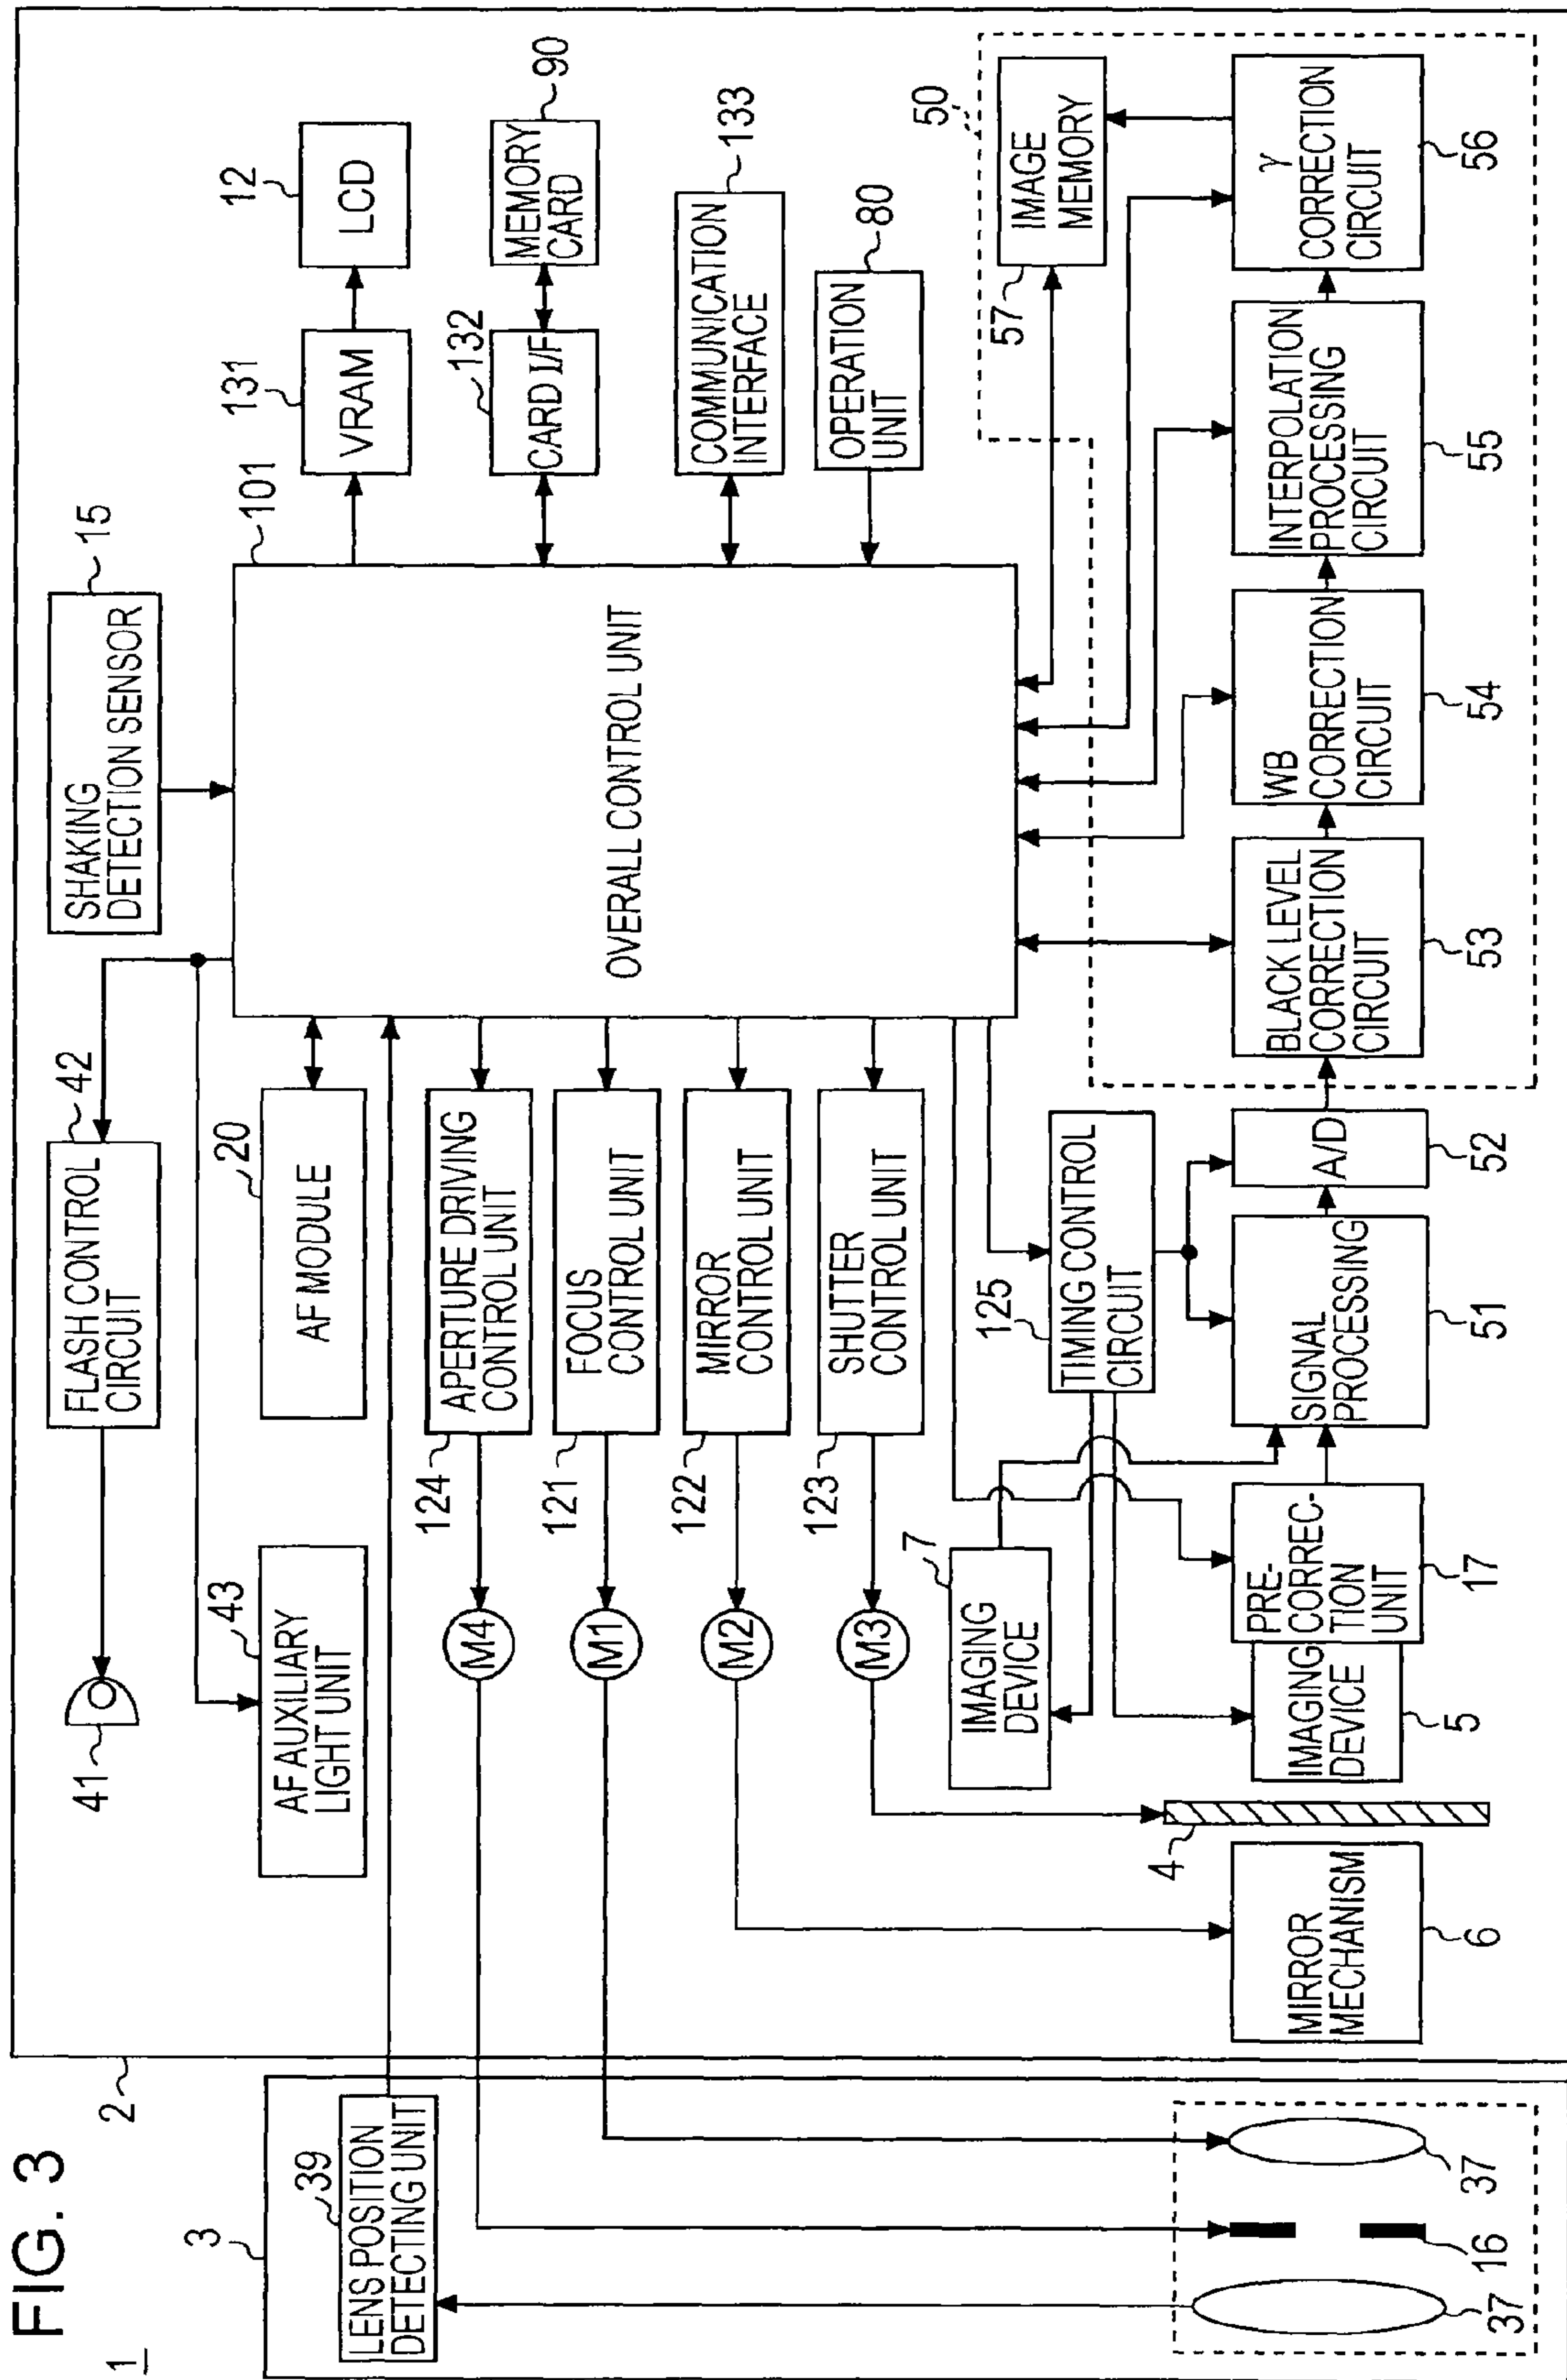 FIG. 3
1
2
3
LENS POSITION
DETECTING UNIT
39
37
16
37
41
FLASH CONTROL
CIRCUIT
42
AF AUXILIARY
LIGHT UNIT
43
AF MODULE
20
SHAKING
DETECTION SENSOR
15
APERTURE DRIVING
CONTROL UNIT
124
M4
FOCUS
CONTROL UNIT
121
M1
MIRROR
CONTROL UNIT
122
M2
SHUTTER
CONTROL UNIT
123
M3
OVERALL CONTROL UNIT
101
VRAM
131
LCD
12
CARD I/F
132
MEMORY
CARD
90
COMMUNICATION
INTERFACE
133
OPERATION
UNIT
80
TIMING CONTROL
CIRCUIT
125
IMAGING
DEVICE
7
MIRROR
MECHANISM
6
4
IMAGING
DEVICE
5
PRE-
CORREC-
TION
UNIT
17
SIGNAL
PROCESSING
51
A/D
52
50
BLACK LEVEL
CORRECTION
CIRCUIT
53
WB
CORRECTION
CIRCUIT
54
INTERPOLATION
PROCESSING
CIRCUIT
55
γ
CORRECTION
CIRCUIT
56
IMAGE
MEMORY
57